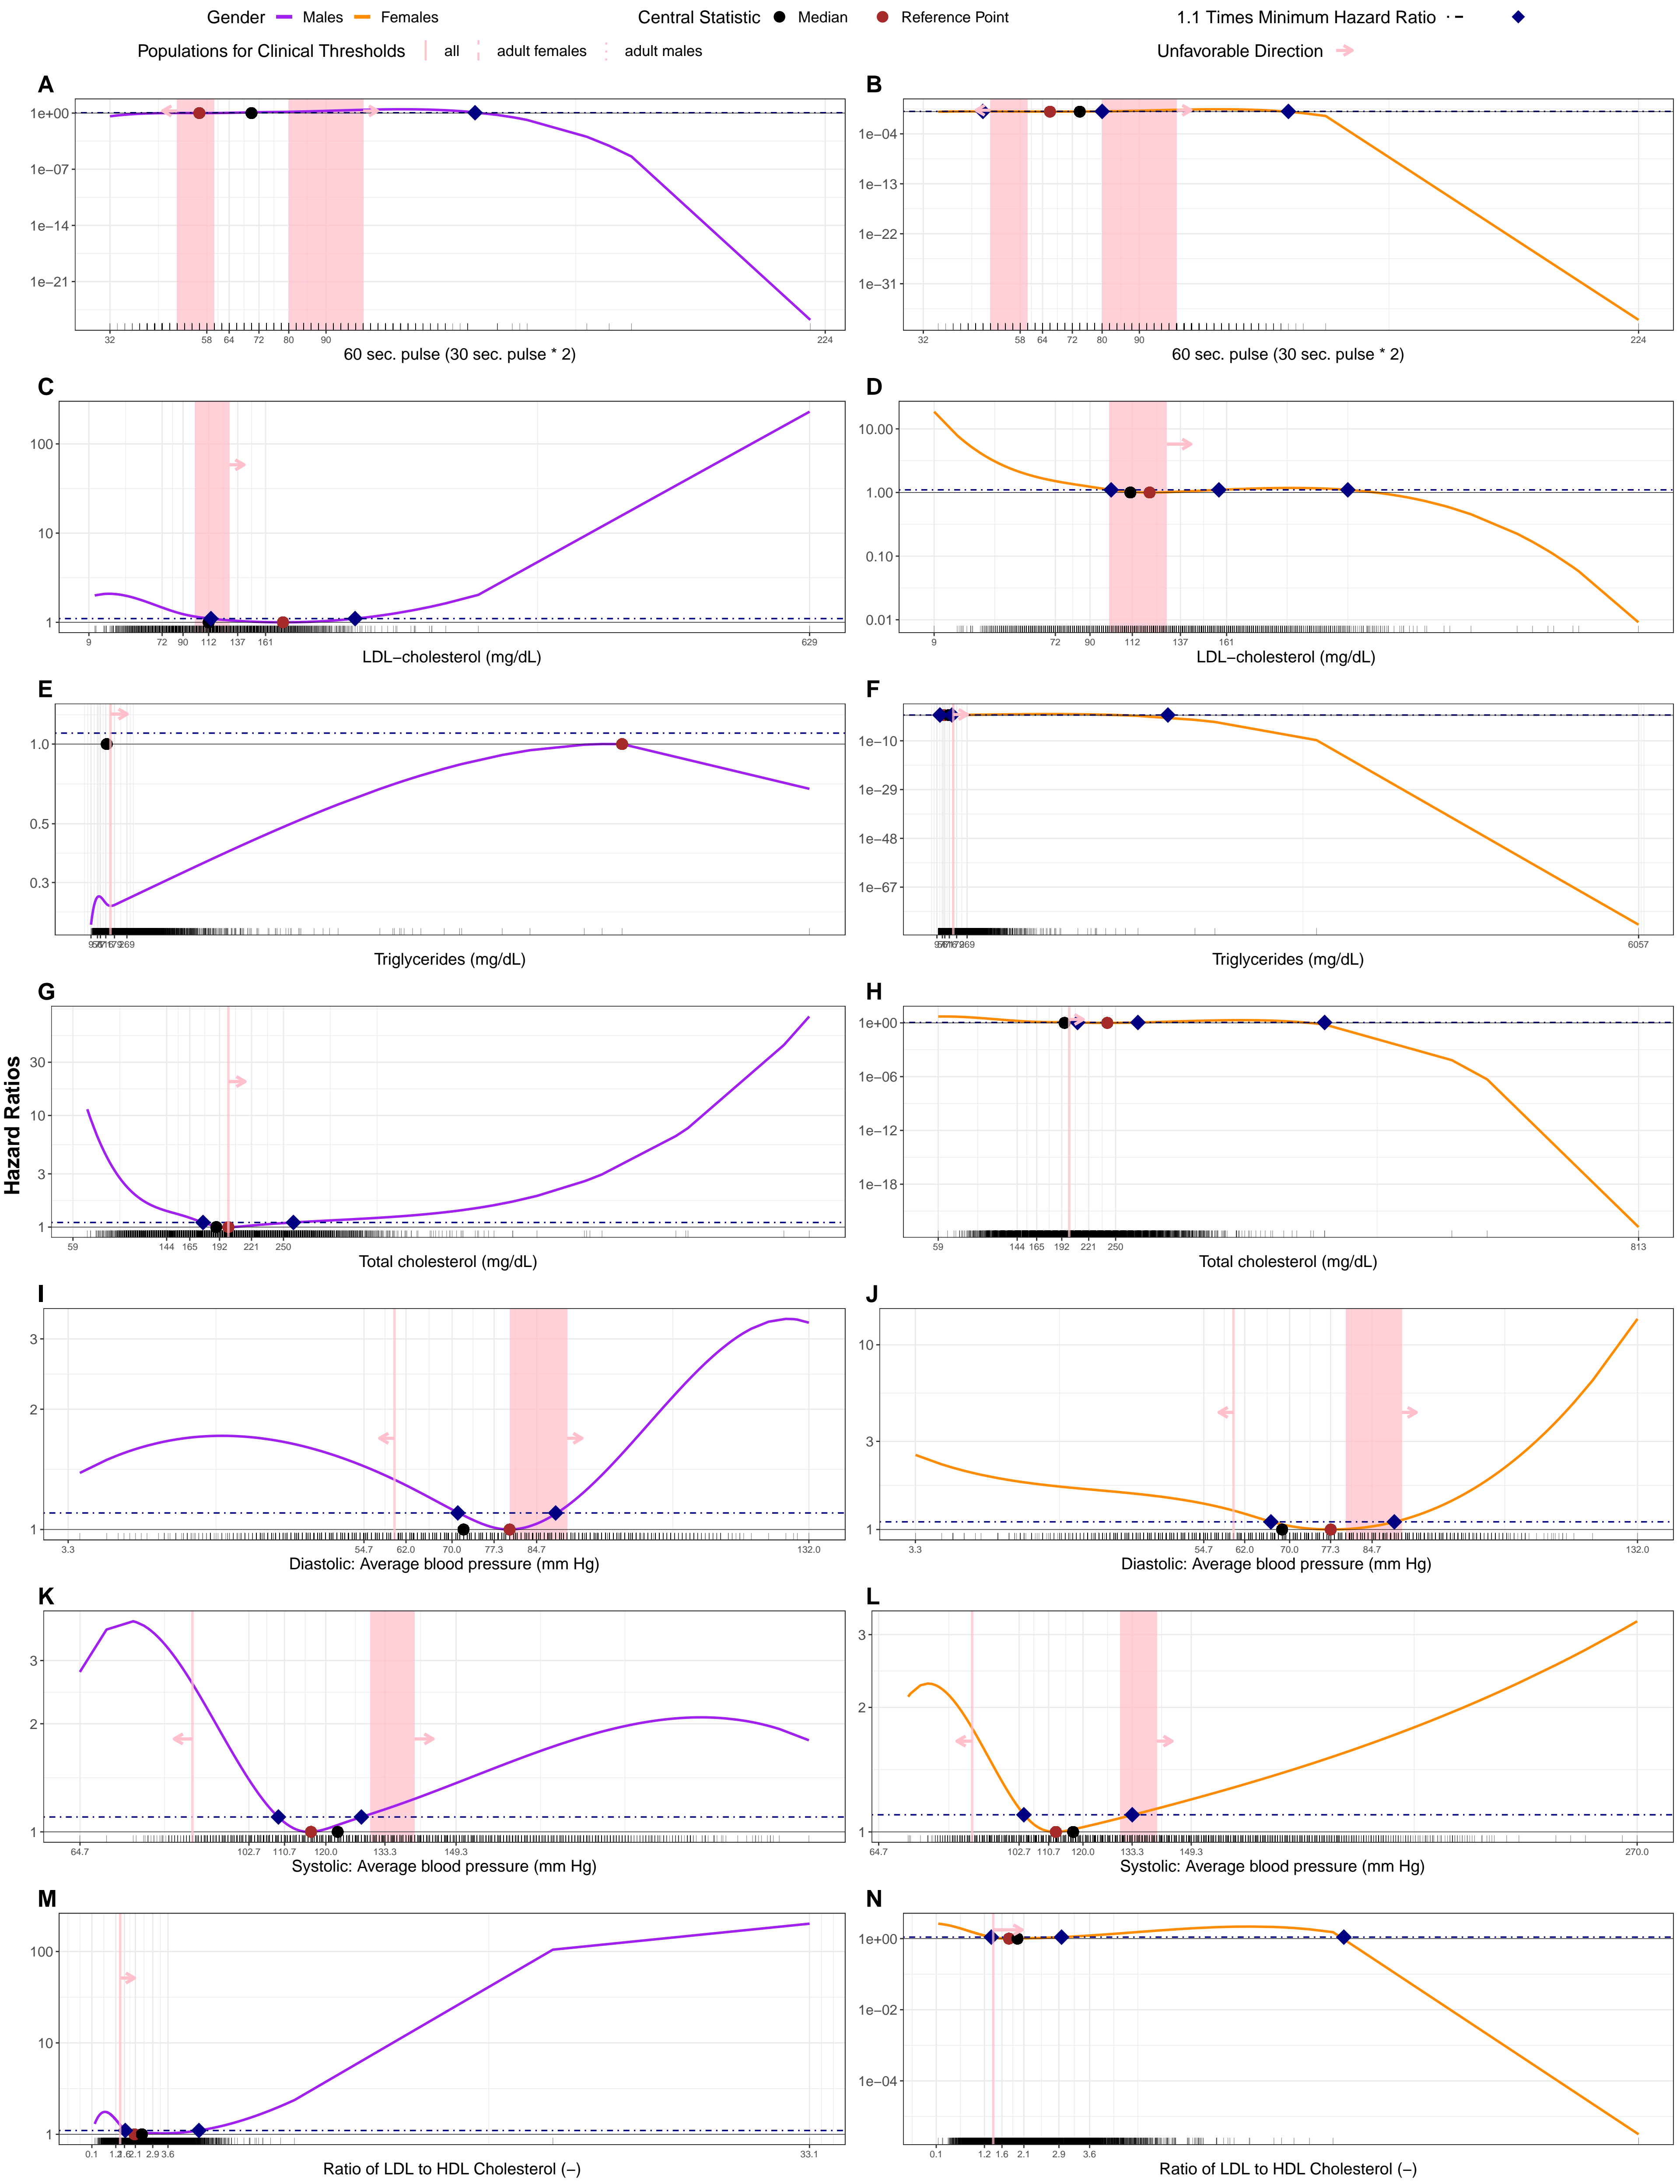 Gender Males Females Central Statistic Median Reference Point 1.1 Times Minimum Hazard Ratio
Populations for Clinical Thresholds all adult females adult males Unfavorable Direction
Hazard Ratios
A
1e+00
1e−07
1e−14
1e−21
32 58 64 72 80 90 224
60 sec. pulse (30 sec. pulse * 2)
B
1e−04
1e−13
1e−22
1e−31
32 58 64 72 80 90 224
60 sec. pulse (30 sec. pulse * 2)
C
100
10
1
9 72 90 112 137 161 629
LDL−cholesterol (mg/dL)
D
10.00
1.00
0.10
0.01
9 72 90 112 137 161
LDL−cholesterol (mg/dL)
E
1.0
0.5
0.3
Triglycerides (mg/dL)
F
1e−10
1e−29
1e−48
1e−67
6057
Triglycerides (mg/dL)
G
30
10
3
1
59 144 165 192 221 250
Total cholesterol (mg/dL)
H
1e+00
1e−06
1e−12
1e−18
59 144 165 192 221 250 813
Total cholesterol (mg/dL)
I
3
2
1
3.3 54.7 62.0 70.0 77.3 84.7 132.0
Diastolic: Average blood pressure (mm Hg)
J
10
3
1
3.3 54.7 62.0 70.0 77.3 84.7 132.0
Diastolic: Average blood pressure (mm Hg)
K
3
2
1
64.7 102.7 110.7 120.0 133.3 149.3
Systolic: Average blood pressure (mm Hg)
L
3
2
1
64.7 102.7 110.7 120.0 133.3 149.3 270.0
Systolic: Average blood pressure (mm Hg)
M
100
10
1
0.1 2.9 3.6 33.1
Ratio of LDL to HDL Cholesterol (−)
N
1e+00
1e−02
1e−04
0.1 1.2 1.6 2.1 2.9 3.6
Ratio of LDL to HDL Cholesterol (−)